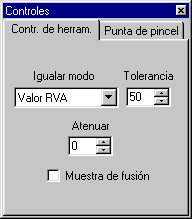 Controles
Contr. de herram. Punta de pincel
Igualar modo Tolerancia
Valor RVA 50
Atenuar
0
Muestra de fusión